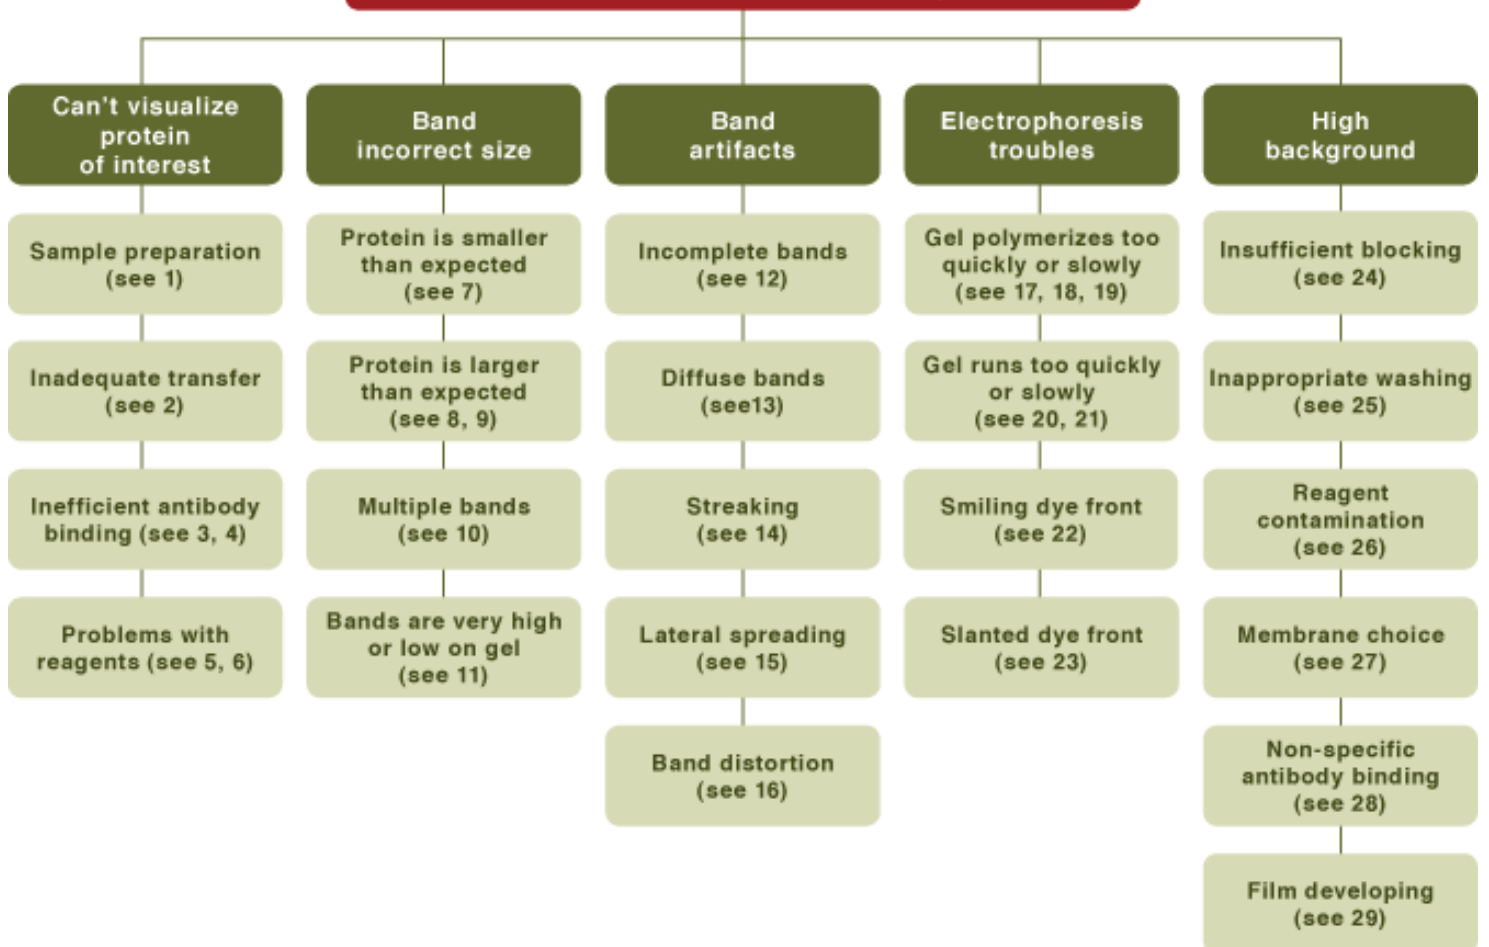 Can't visualize
protein
of interest
Sample preparation
(see 1)
Inadequate transfer
(see 2)
Inefficient antibody
binding (see 3, 4)
Problems with
reagents (see 5, 6)
Band
incorrect size
Protein is smaller
than expected
(see 7)
Protein is larger
than expected
(see 8, 9)
Multiple bands
(see 10)
Bands are very high
or low on gel
(see 11)
Band
artifacts
Incomplete bands
(see 12)
Diffuse bands
(see13)
Streaking
(see 14)
Lateral spreading
(see 15)
Band distortion
(see 16)
Electrophoresis
troubles
Gel polymerizes too
quickly or slowly
(see 17, 18, 19)
Gel runs too quickly
or slowly
(see 20, 21)
Smiling dye front
(see 22)
Slanted dye front
(see 23)
High
background
Insufficient blocking
(see 24)
Inappropriate washing
(see 25)
Reagent
contamination
(see 26)
Membrane choice
(see 27)
Non-specific
antibody binding
(see 28)
Film developing
(see 29)